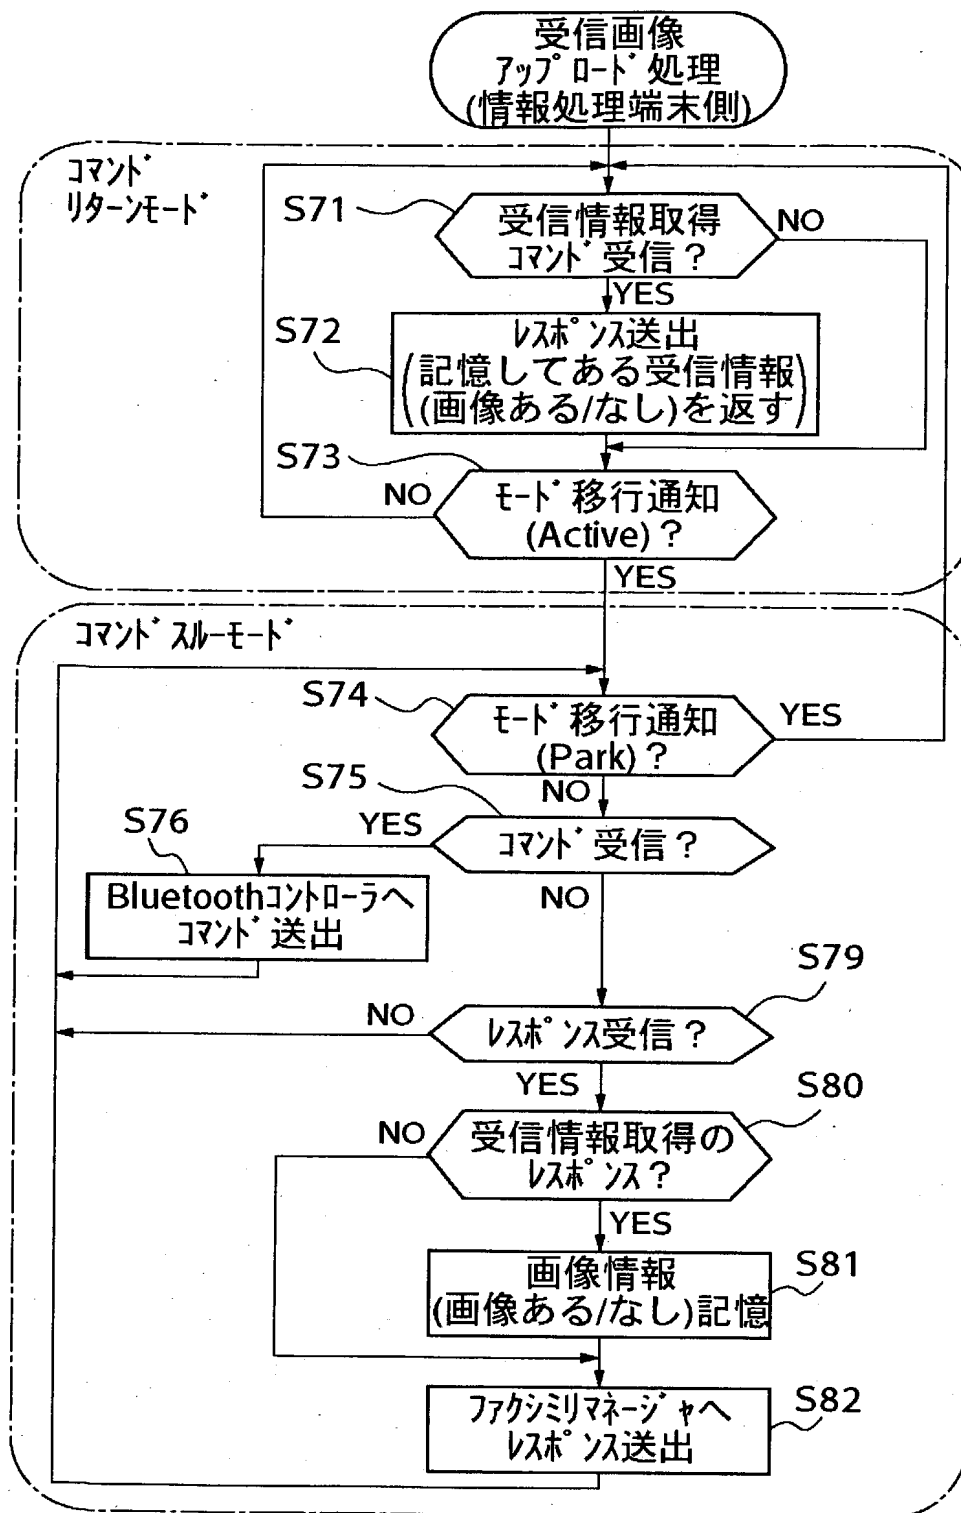 受信画像
アップロード処理
(情報処理端末側)
コマンド
リターンモード
S71
受信情報取得
コマンド受信？
NO
YES
S72
レスポンス送出
(記憶してある受信情報
(画像ある/なし)を返す)
S73
NO
モード移行通知
(Active)？
YES
コマンドスルーモード
S74
モード移行通知
(Park)？
YES
NO
S75
YES
コマンド受信？
NO
S76
Bluetoothコントローラへ
コマンド送出
S79
NO
レスポンス受信？
YES
S80
NO
受信情報取得の
レスポンス？
YES
S81
画像情報
(画像ある/なし)記憶
S82
ファクシミリマネージャへ
レスポンス送出